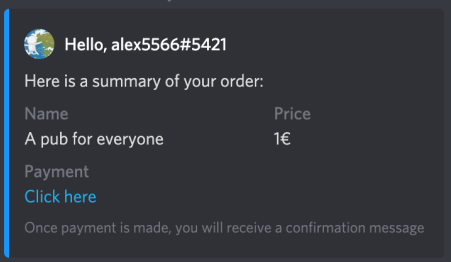 Hello, alex5566#5421
Here is a summary of your order:
Name Price
A pub for everyone 1€
Payment
Click here
Once payment is made, you will receive a confirmation message